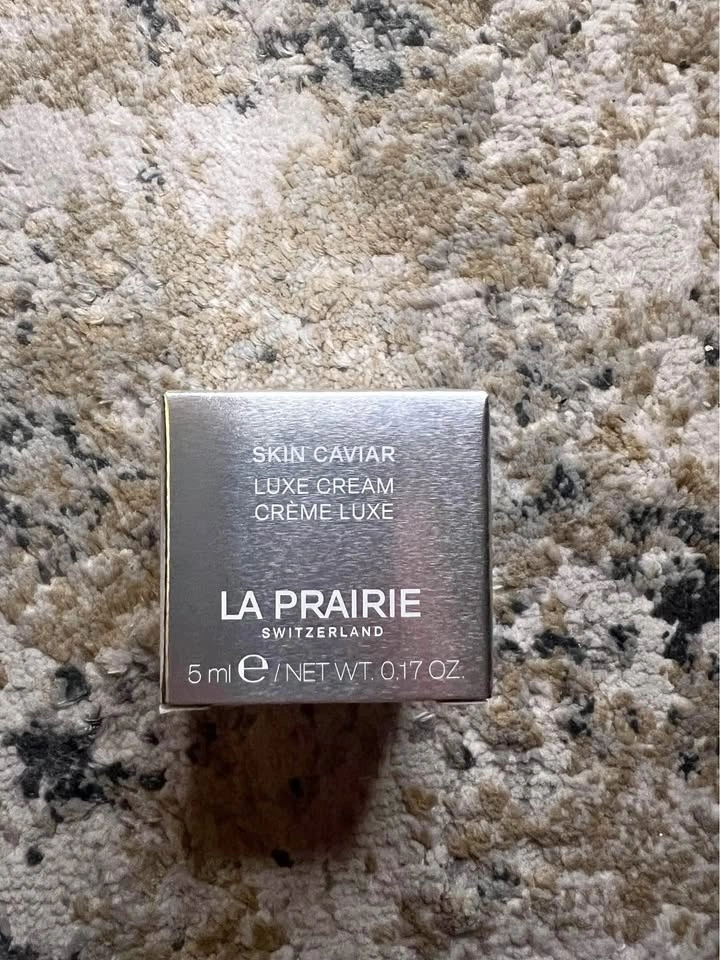 SKIN CAVIAR
LUXE CREAM
CRÈME LUXE
LA PRAIRIE
SWITZERLAND
5 ml ℮ / NET WT. 0.17 OZ.